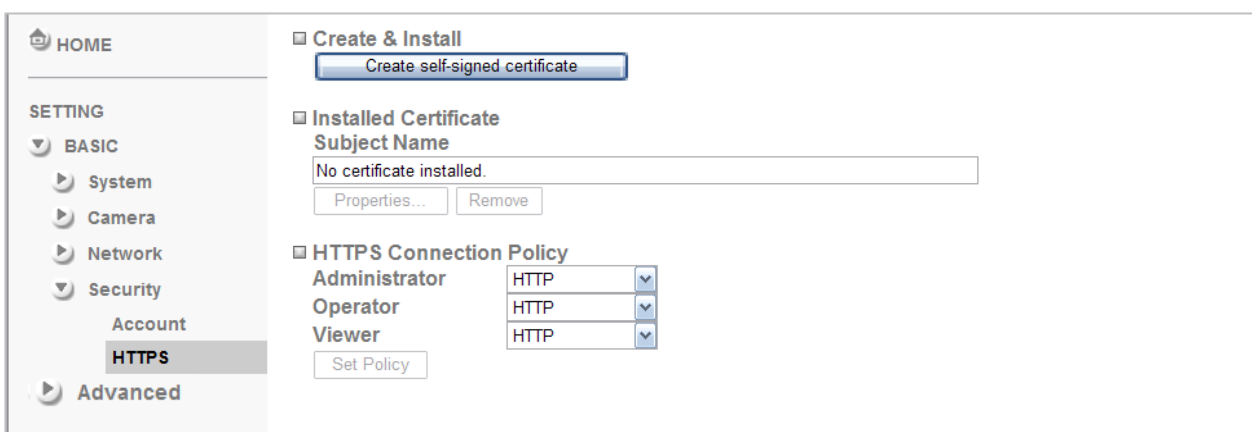 HOME
SETTING
BASIC
System
Camera
Network
Security
Account
HTTPS
Advanced
Create & Install
Create self-signed certificate
Installed Certificate
Subject Name
No certificate installed.
Properties... Remove
HTTPS Connection Policy
Administrator HTTP
Operator HTTP
Viewer HTTP
Set Policy